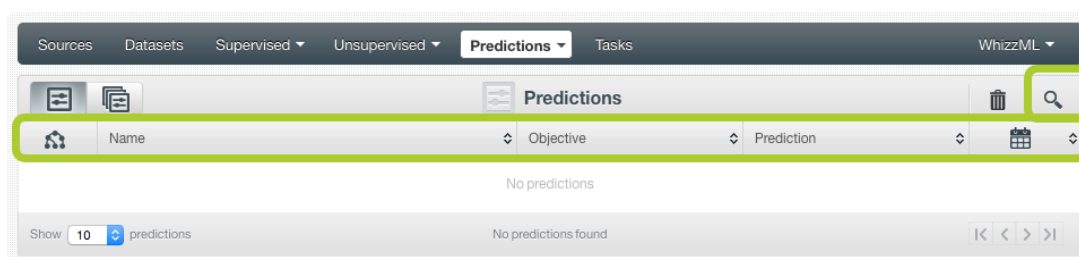 Sources Datasets Supervised Unsupervised Predictions Tasks WhizzML
Predictions
Name Objective Prediction
No predictions
Show 10 predictions No predictions found